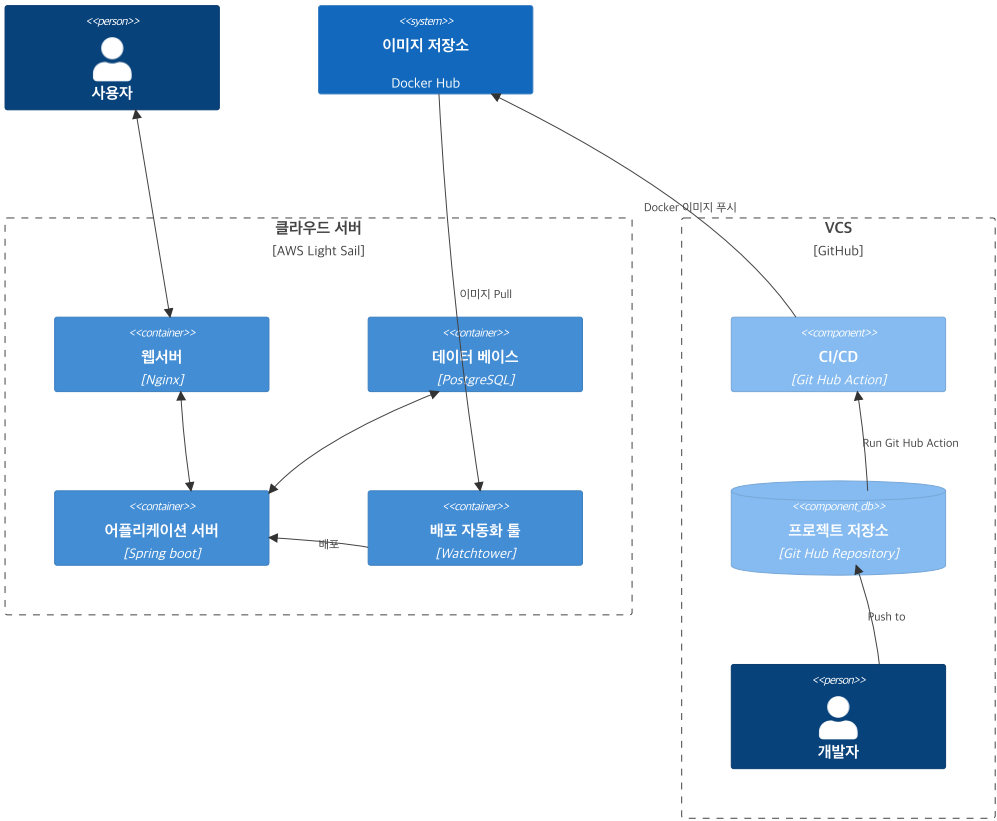 <<person>>
사용자
<<system>>
이미지 저장소
Docker Hub
Docker 이미지 푸시
클라우드 서버
[AWS Light Sail]
이미지 Pull
<<container>>
웹서버
[Nginx]
<<container>>
데이터 베이스
[PostgreSQL]
<<container>>
어플리케이션 서버
[Spring boot]
배포
<<container>>
배포 자동화 툴
[Watchtower]
VCS
[GitHub]
<<component>>
CI/CD
[Git Hub Action]
Run Git Hub Action
<<component_db>>
프로젝트 저장소
[Git Hub Repository]
Push to
<<person>>
개발자